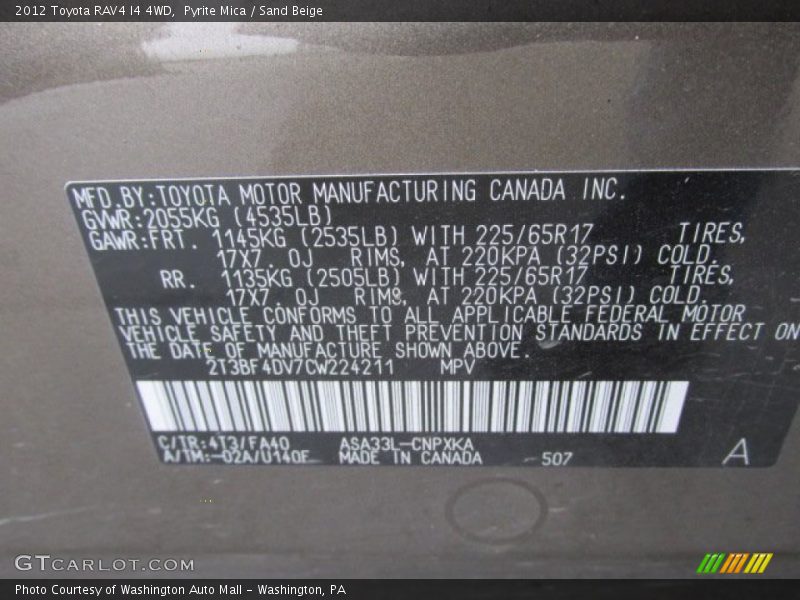 2012 Toyota RAV4 I4 4WD, Pyrite Mica / Sand Beige
MFD.BY:TOYOTA MOTOR MANUFACTURING CANADA INC.
GVWR:2055KG (4535LB)
GAWR:FRT. 1145KG (2535LB) WITH 225/65R17 TIRES,
17X7.0J RIMS, AT 220KPA (32PSI) COLD.
RR. 1135KG (2505LB) WITH 225/65R17 TIRES,
17X7.0J RIMS, AT 220KPA (32PSI) COLD.
THIS VEHICLE CONFORMS TO ALL APPLICABLE FEDERAL MOTOR
VEHICLE SAFETY AND THEFT PREVENTION STANDARDS IN EFFECT ON
THE DATE OF MANUFACTURE SHOWN ABOVE.
2T3BF4DV7CW224211 MPV
C/TR:4T3/FA40 ASA33L-CNPXKA
A/TM:-02A/U140F MADE IN CANADA 507 A
GTCARLOT.COM
Photo Courtesy of Washington Auto Mall - Washington, PA